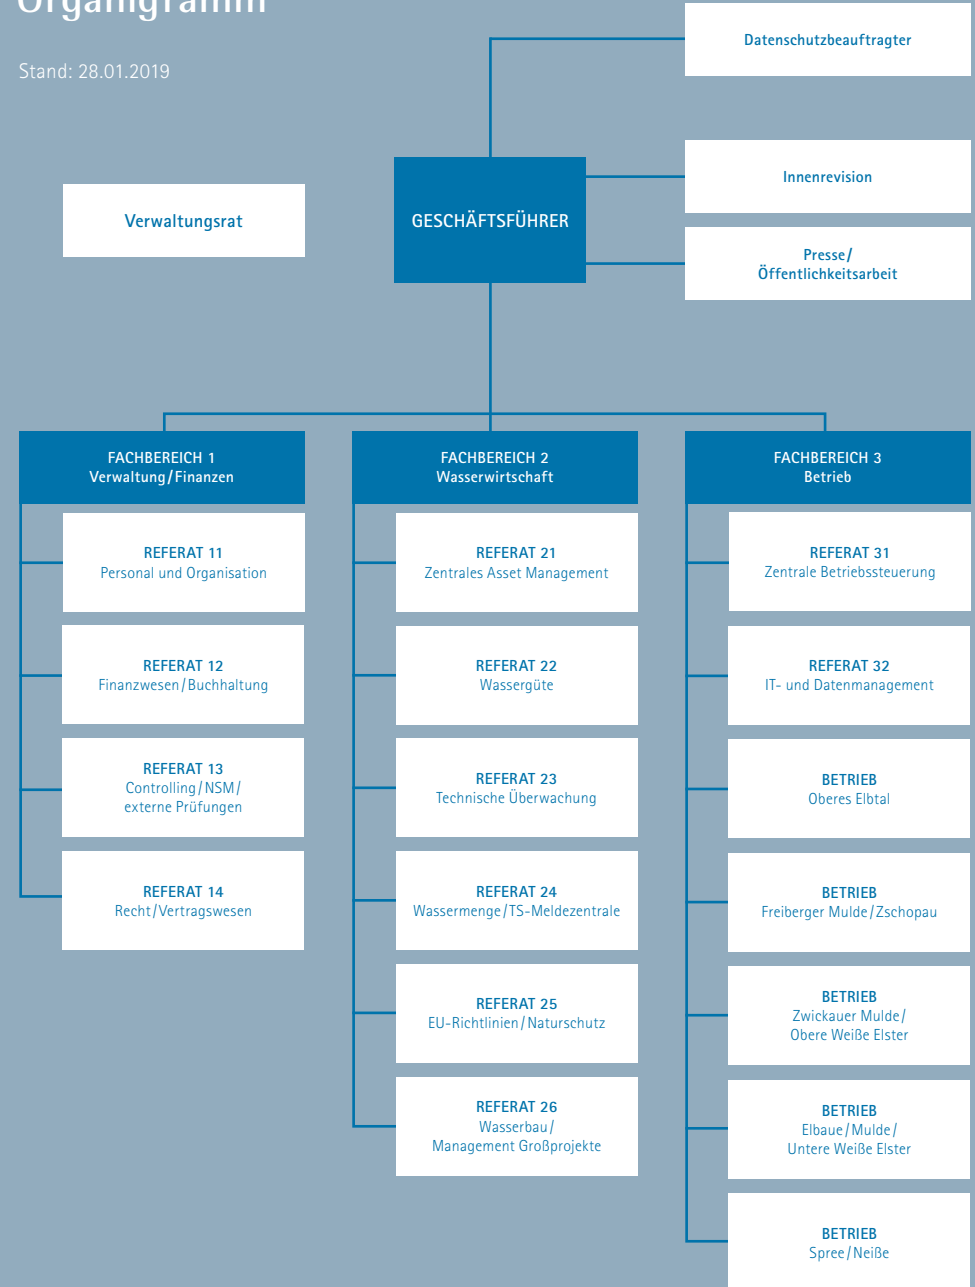 Organigramm
Stand: 28.01.2019
Datenschutzbeauftragter
Innenrevision
Verwaltungsrat
GESCHÄFTSFÜHRER
Presse/
Öffentlichkeitsarbeit
FACHBEREICH 1
Verwaltung/Finanzen
REFERAT 11
Personal und Organisation
REFERAT 12
Finanzwesen/Buchhaltung
REFERAT 13
Controlling/NSM/
externe Prüfungen
REFERAT 14
Recht/Vertragswesen
FACHBEREICH 2
Wasserwirtschaft
REFERAT 21
Zentrales Asset Management
REFERAT 22
Wassergüte
REFERAT 23
Technische Überwachung
REFERAT 24
Wassermenge/TS-Meldezentrale
REFERAT 25
EU-Richtlinien/Naturschutz
REFERAT 26
Wasserbau/
Management Großprojekte
FACHBEREICH 3
Betrieb
REFERAT 31
Zentrale Betriebssteuerung
REFERAT 32
IT- und Datenmanagement
BETRIEB
Oberes Elbtal
BETRIEB
Freiberger Mulde/Zschopau
BETRIEB
Zwickauer Mulde/
Obere Weiße Elster
BETRIEB
Elbaue/Mulde/
Untere Weiße Elster
BETRIEB
Spree/Neiße